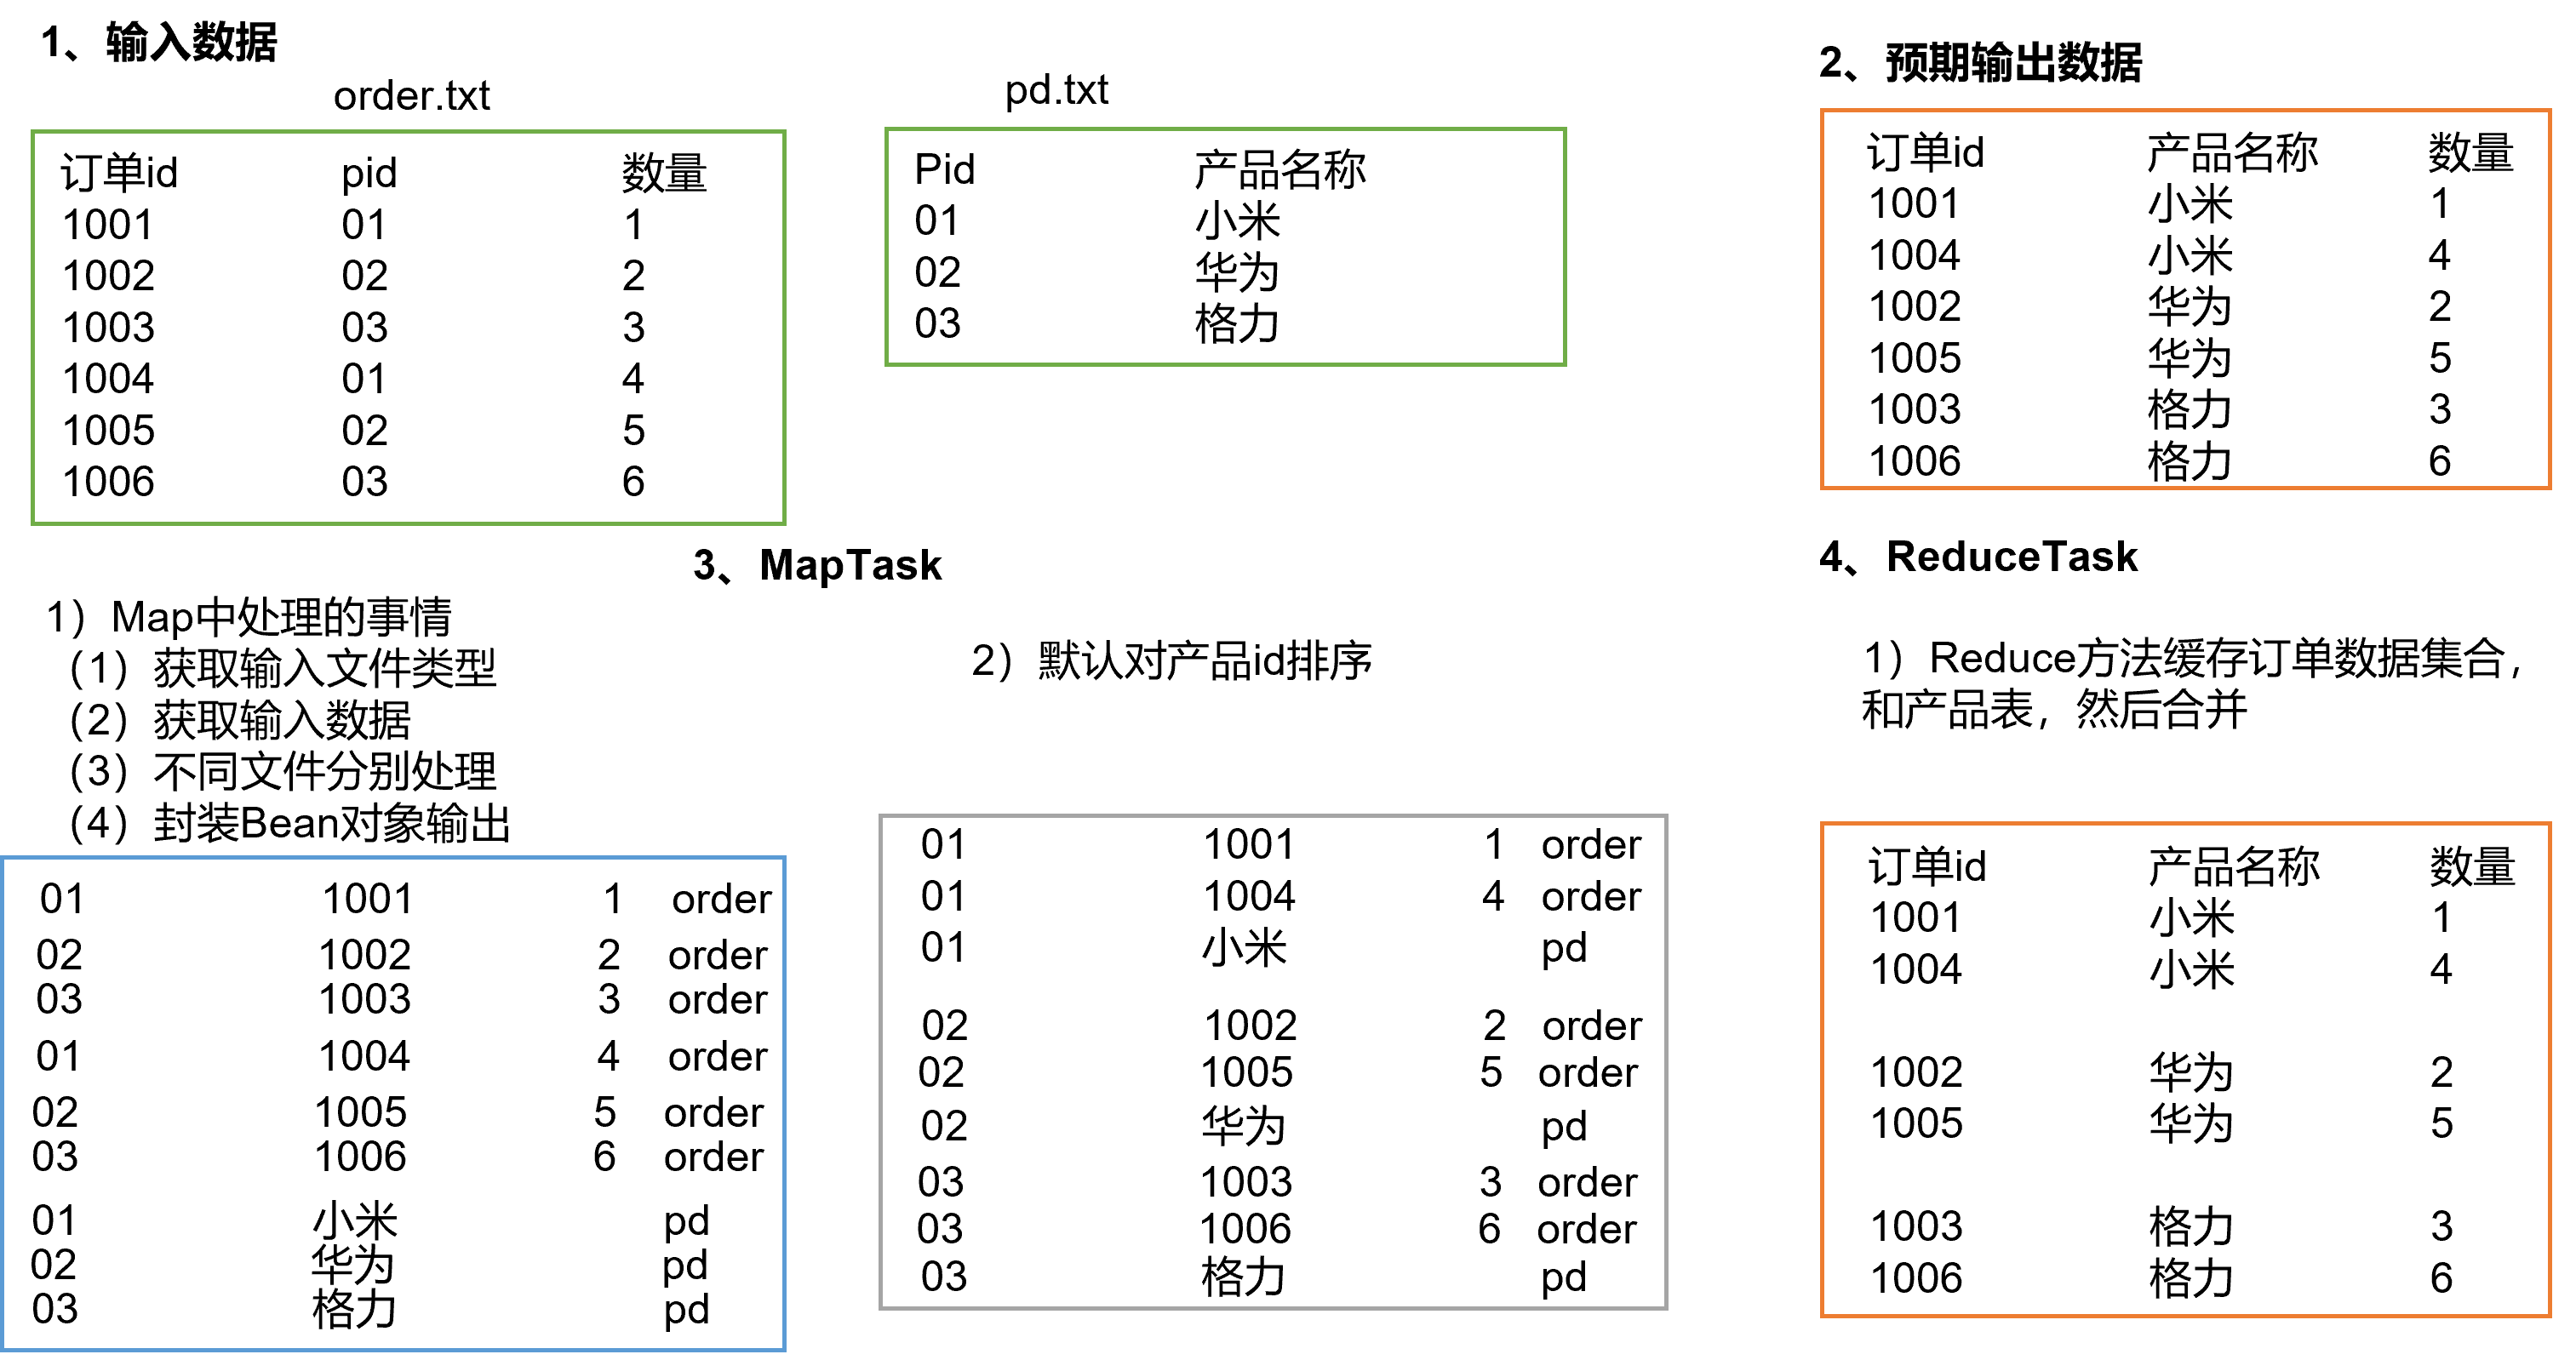 1、输入数据
order.txt
订单id pid 数量
1001 01 1
1002 02 2
1003 03 3
1004 01 4
1005 02 5
1006 03 6
pd.txt
Pid 产品名称
01 小米
02 华为
03 格力
2、预期输出数据
订单id 产品名称 数量
1001 小米 1
1004 小米 4
1002 华为 2
1005 华为 5
1003 格力 3
1006 格力 6
3、MapTask
1）Map中处理的事情
（1）获取输入文件类型
（2）获取输入数据
（3）不同文件分别处理
（4）封装Bean对象输出
01 1001 1 order
02 1002 2 order
03 1003 3 order
01 1004 4 order
02 1005 5 order
03 1006 6 order
01 小米 pd
02 华为 pd
03 格力 pd
2）默认对产品id排序
01 1001 1 order
01 1004 4 order
01 小米 pd
02 1002 2 order
02 1005 5 order
02 华为 pd
03 1003 3 order
03 1006 6 order
03 格力 pd
4、ReduceTask
1）Reduce方法缓存订单数据集合，
和产品表，然后合并
订单id 产品名称 数量
1001 小米 1
1004 小米 4
1002 华为 2
1005 华为 5
1003 格力 3
1006 格力 6